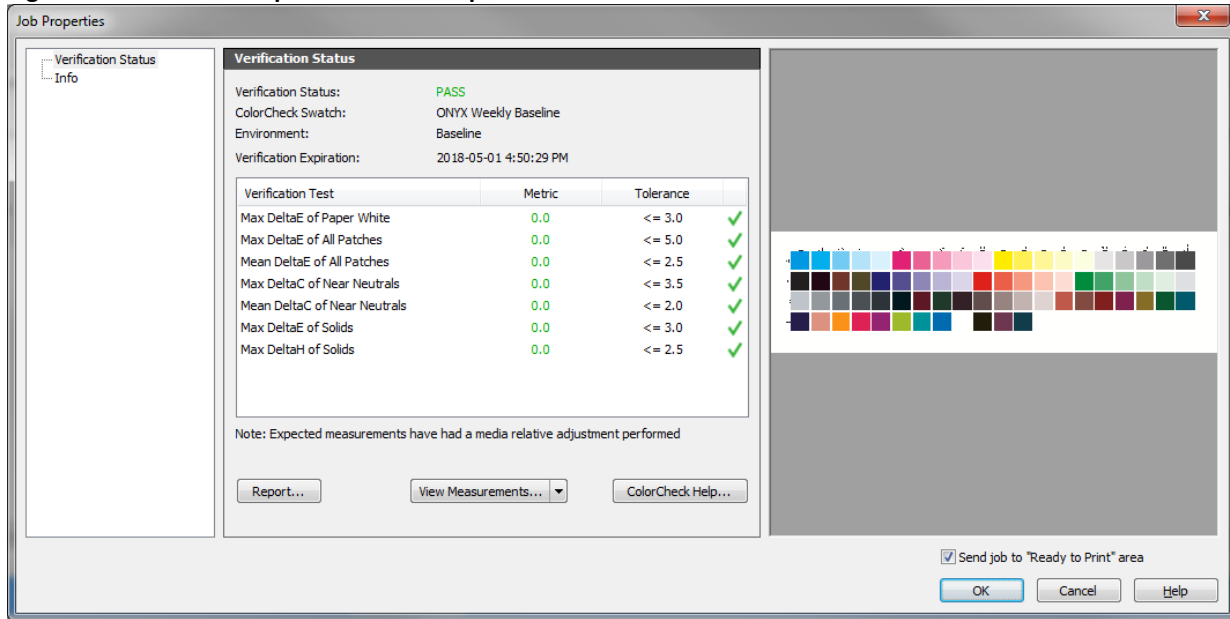 Job Properties
Verification Status
Info
Verification Status
Verification Status: PASS
ColorCheck Swatch: ONYX Weekly Baseline
Environment: Baseline
Verification Expiration: 2018-05-01 4:50:29 PM
Verification Test Metric Tolerance
Max DeltaE of Paper White 0.0 <= 3.0
Max DeltaE of All Patches 0.0 <= 5.0
Mean DeltaE of All Patches 0.0 <= 2.5
Max DeltaC of Near Neutrals 0.0 <= 3.5
Mean DeltaC of Near Neutrals 0.0 <= 2.0
Max DeltaE of Solids 0.0 <= 3.0
Max DeltaH of Solids 0.0 <= 2.5
Note: Expected measurements have had a media relative adjustment performed
Report... View Measurements... ColorCheck Help...
Send job to "Ready to Print" area
OK Cancel Help